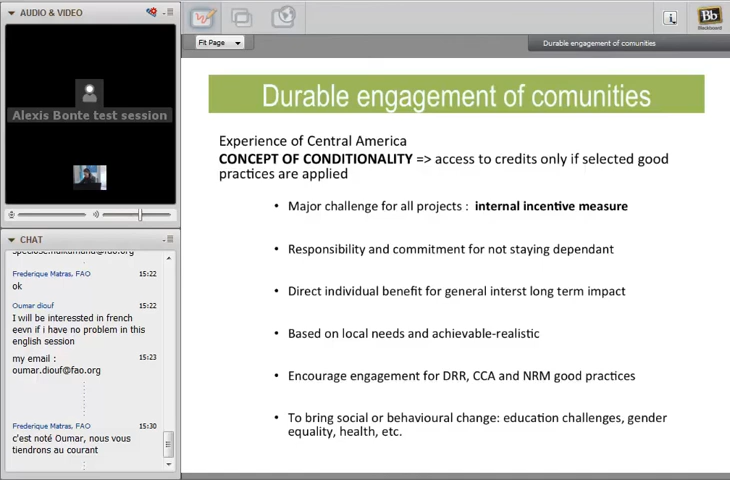 AUDIO & VIDEO
Alexis Bonte test session
CHAT
Frederique Matras, FAO 15:22
ok
Oumar diouf 15:22
I will be interessted in french
eevn if i have no problem in this
english session
my email : 15:23
oumar.diouf@fao.org
Frederique Matras, FAO 15:30
c'est noté Oumar, nous vous
tiendrons au courant
Fit Page
Durable engagement of comunities
Bb
Blackboard
Durable engagement of comunities
Experience of Central America
CONCEPT OF CONDITIONALITY => access to credits only if selected good
practices are applied
• Major challenge for all projects : internal incentive measure
• Responsibility and commitment for not staying dependant
• Direct individual benefit for general interst long term impact
• Based on local needs and achievable-realistic
• Encourage engagement for DRR, CCA and NRM good practices
• To bring social or behavioural change: education challenges, gender
equality, health, etc.